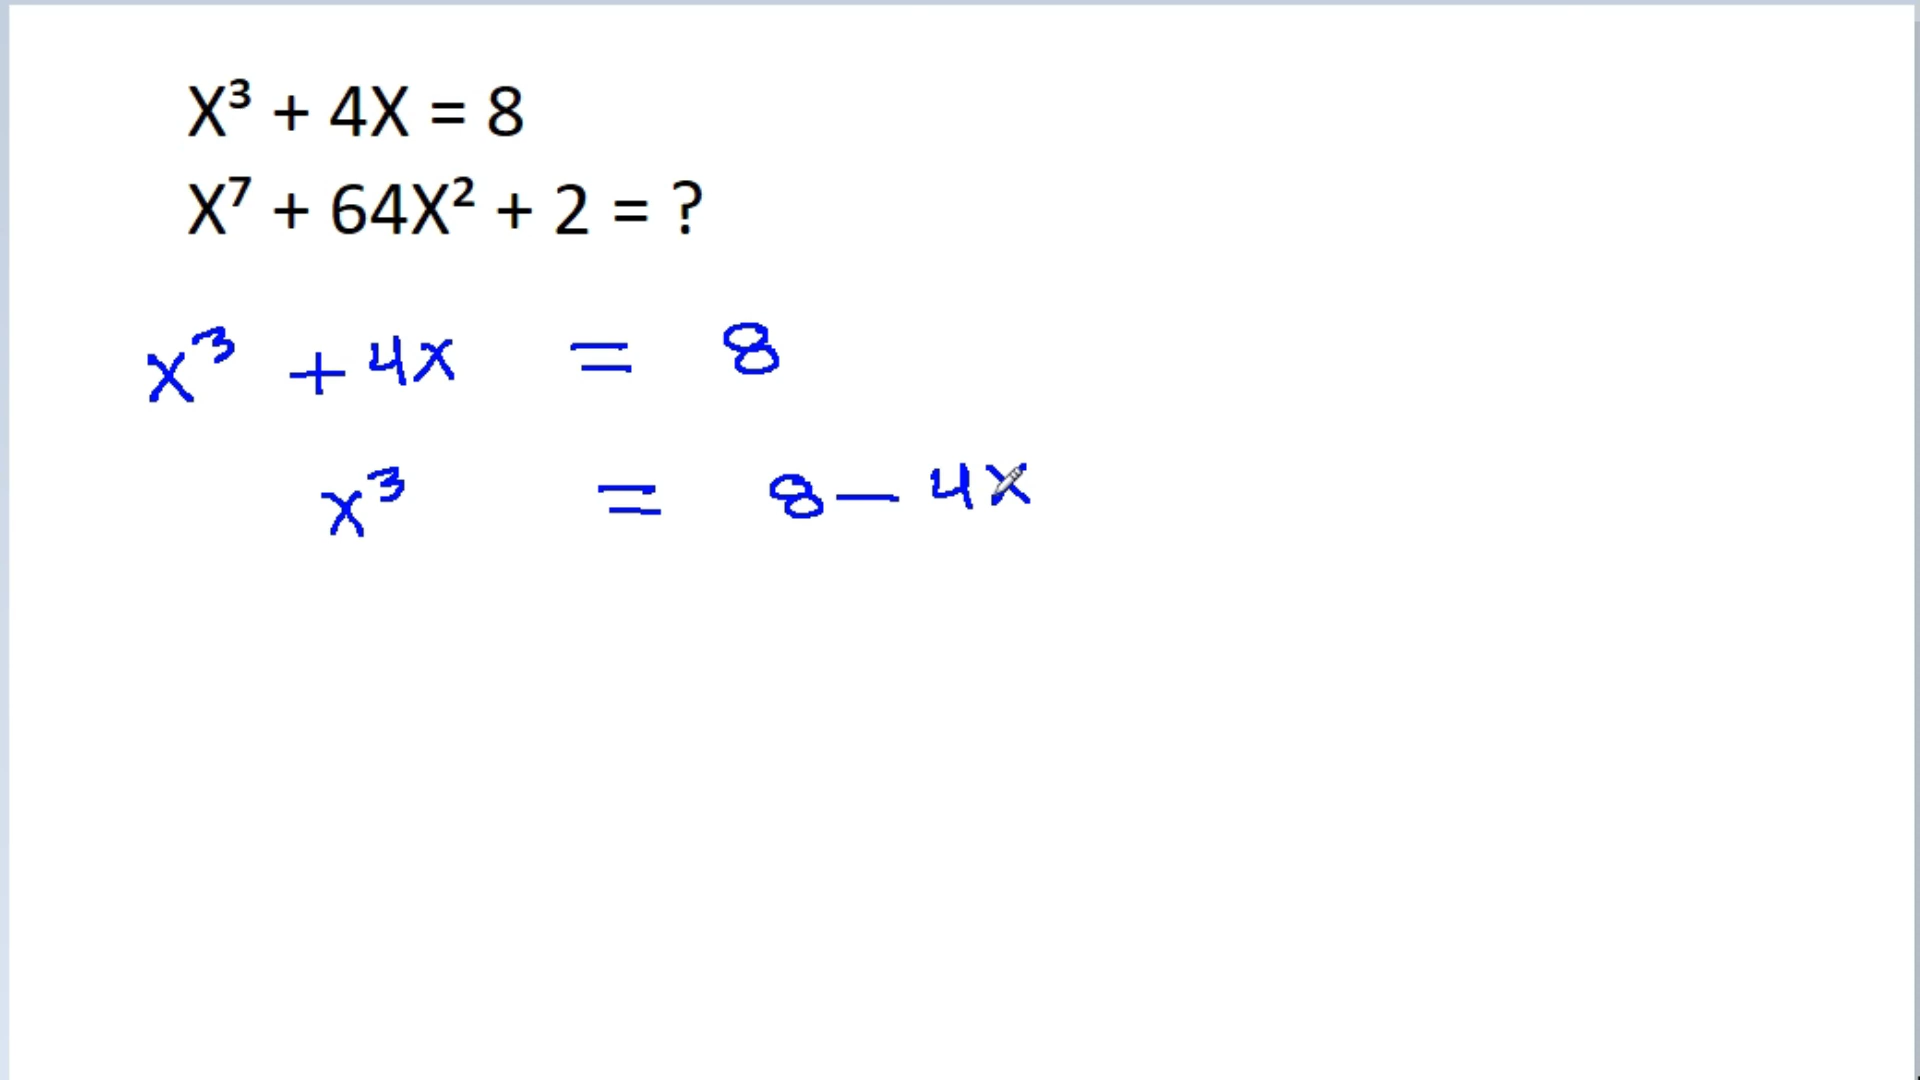 X³ + 4X = 8
X⁷ + 64X² + 2 = ?
x³ + 4x = 8
x³ = 8 - 4x